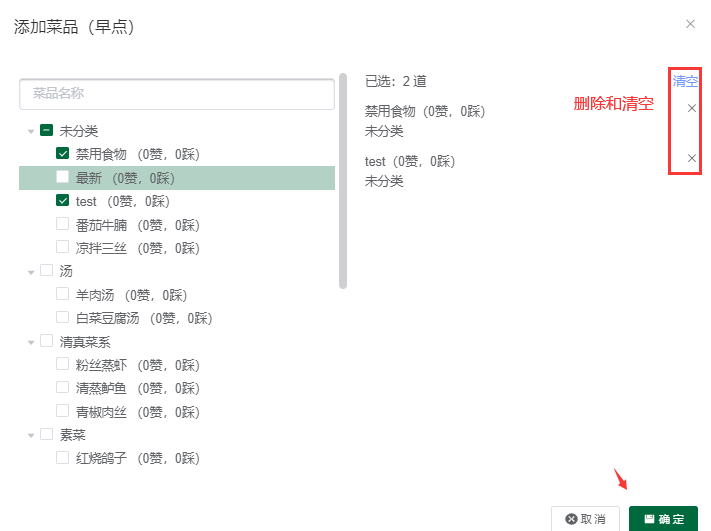 添加菜品（早点）
菜品名称
未分类
禁用食物（0赞，0踩）
最新（0赞，0踩）
test（0赞，0踩）
番茄牛腩（0赞，0踩）
凉拌三丝（0赞，0踩）
汤
羊肉汤（0赞，0踩）
白菜豆腐汤（0赞，0踩）
清真菜系
粉丝蒸虾（0赞，0踩）
清蒸鲈鱼（0赞，0踩）
青椒肉丝（0赞，0踩）
素菜
红烧鸽子（0赞，0踩）
已选：2 道
清空
删除和清空
禁用食物（0赞，0踩）
未分类
test（0赞，0踩）
未分类
取消
确定